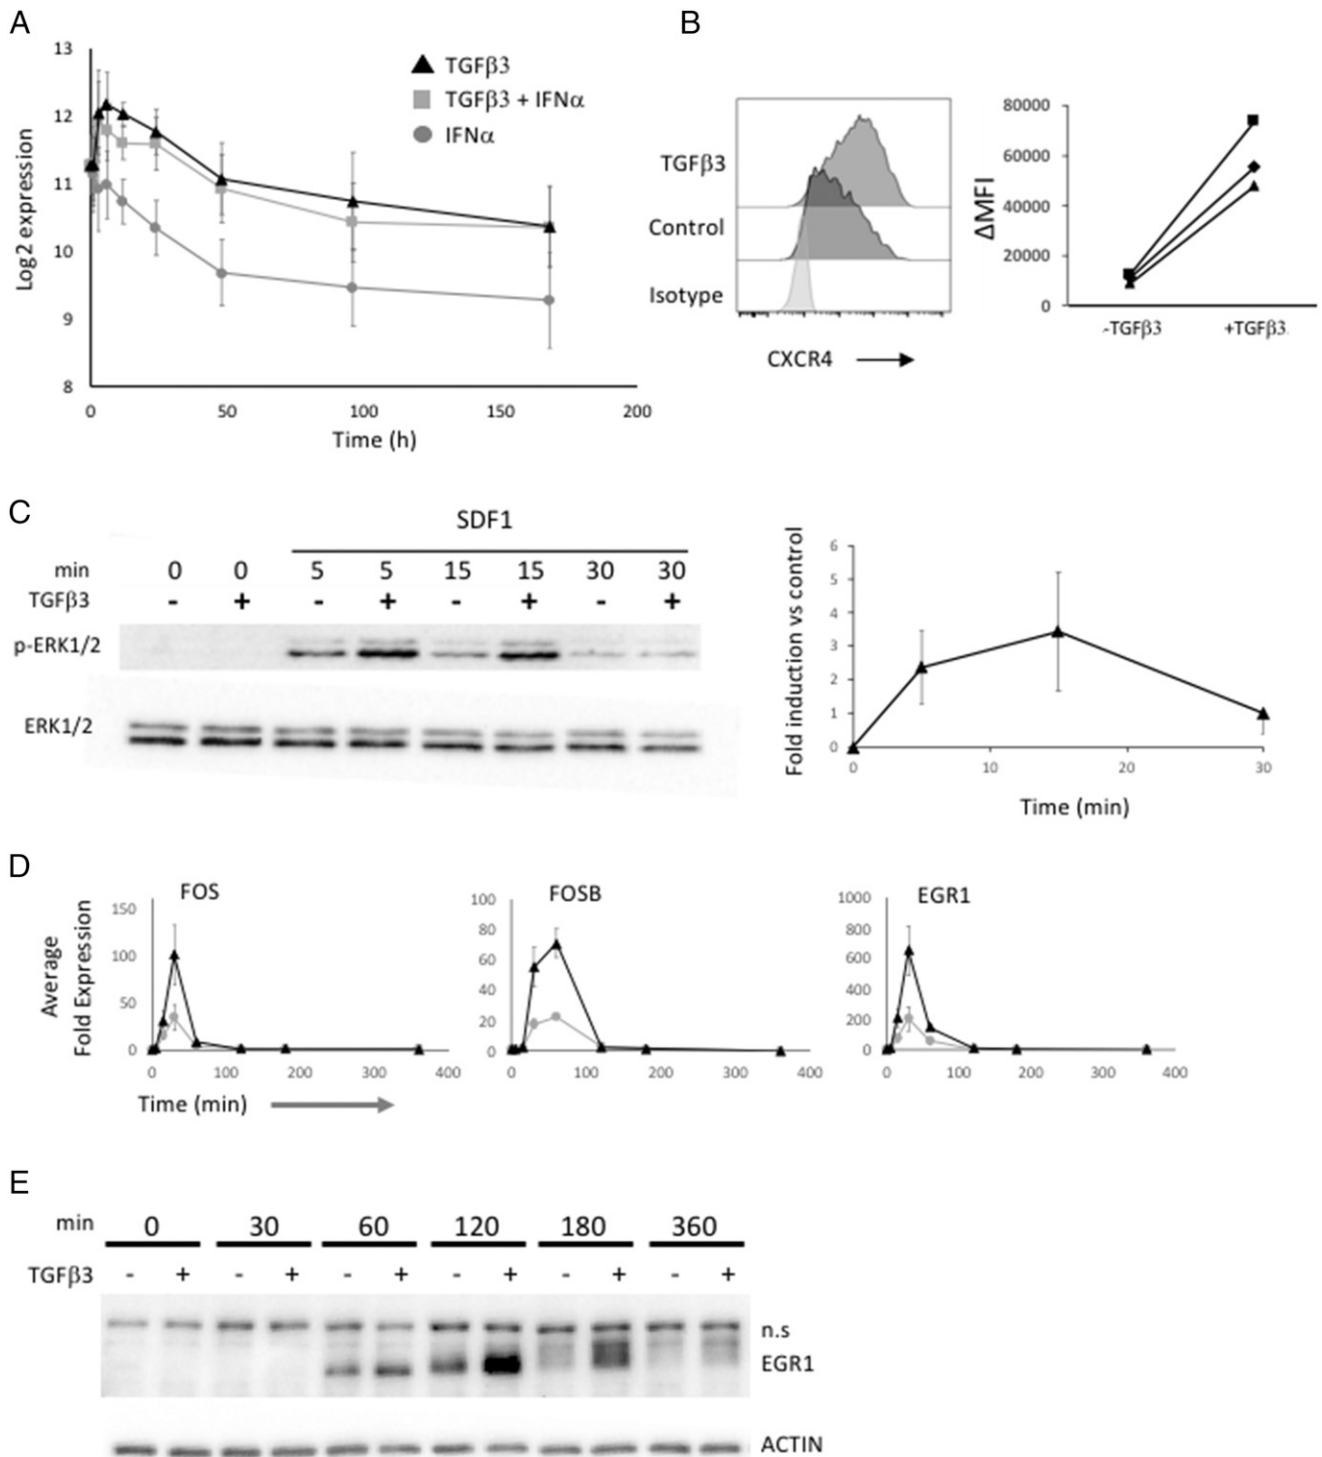 A
13
12
11
10
9
8
Log2 expression
0 50 100 150 200
Time (h)
TGFβ3
TGFβ3 + IFNα
IFNα
B
TGFβ3
Control
Isotype
CXCR4
ΔMFI
80000
60000
40000
20000
0
-TGFβ3 +TGFβ3
C
SDF1
min 0 0 5 5 15 15 30 30
TGFβ3 - + - + - + - +
p-ERK1/2
ERK1/2
Fold induction vs control
6
5
4
3
2
1
0
0 10 20 30
Time (min)
D
Average
Fold Expression
FOS
150
100
50
0
0 100 200 300 400
Time (min)
FOSB
100
80
60
40
20
0
0 100 200 300 400
EGR1
1000
800
600
400
200
0
0 100 200 300 400
E
min 0 30 60 120 180 360
TGFβ3 - + - + - + - + - + - +
n.s
EGR1
ACTIN